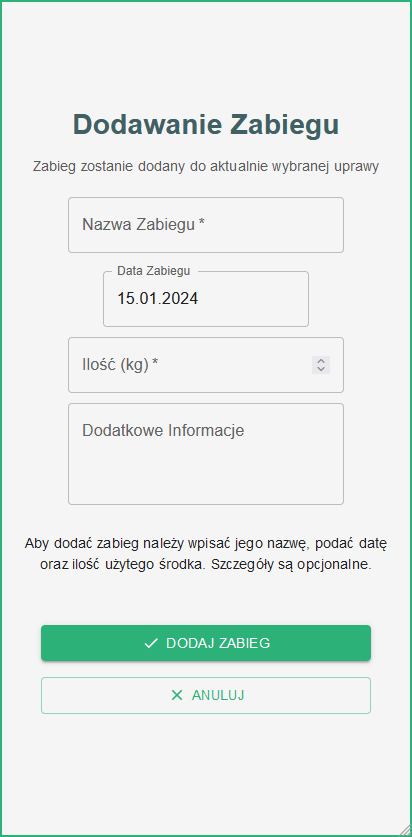 Dodawanie Zabiegu
Zabieg zostanie dodany do aktualnie wybranej uprawy
Nazwa Zabiegu *
Data Zabiegu
15.01.2024
Ilość (kg) *
Dodatkowe Informacje
Aby dodać zabieg należy wpisać jego nazwę, podać datę
oraz ilość użytego środka. Szczegóły są opcjonalne.
DODAJ ZABIEG
ANULUJ